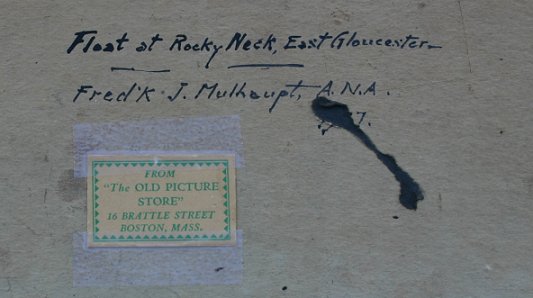 Float at Rocky Neck, East Gloucester
Fred'k J. Mulhaupt, A.N.A.
FROM
"The OLD PICTURE
STORE"
16 BRATTLE STREET
BOSTON, MASS.